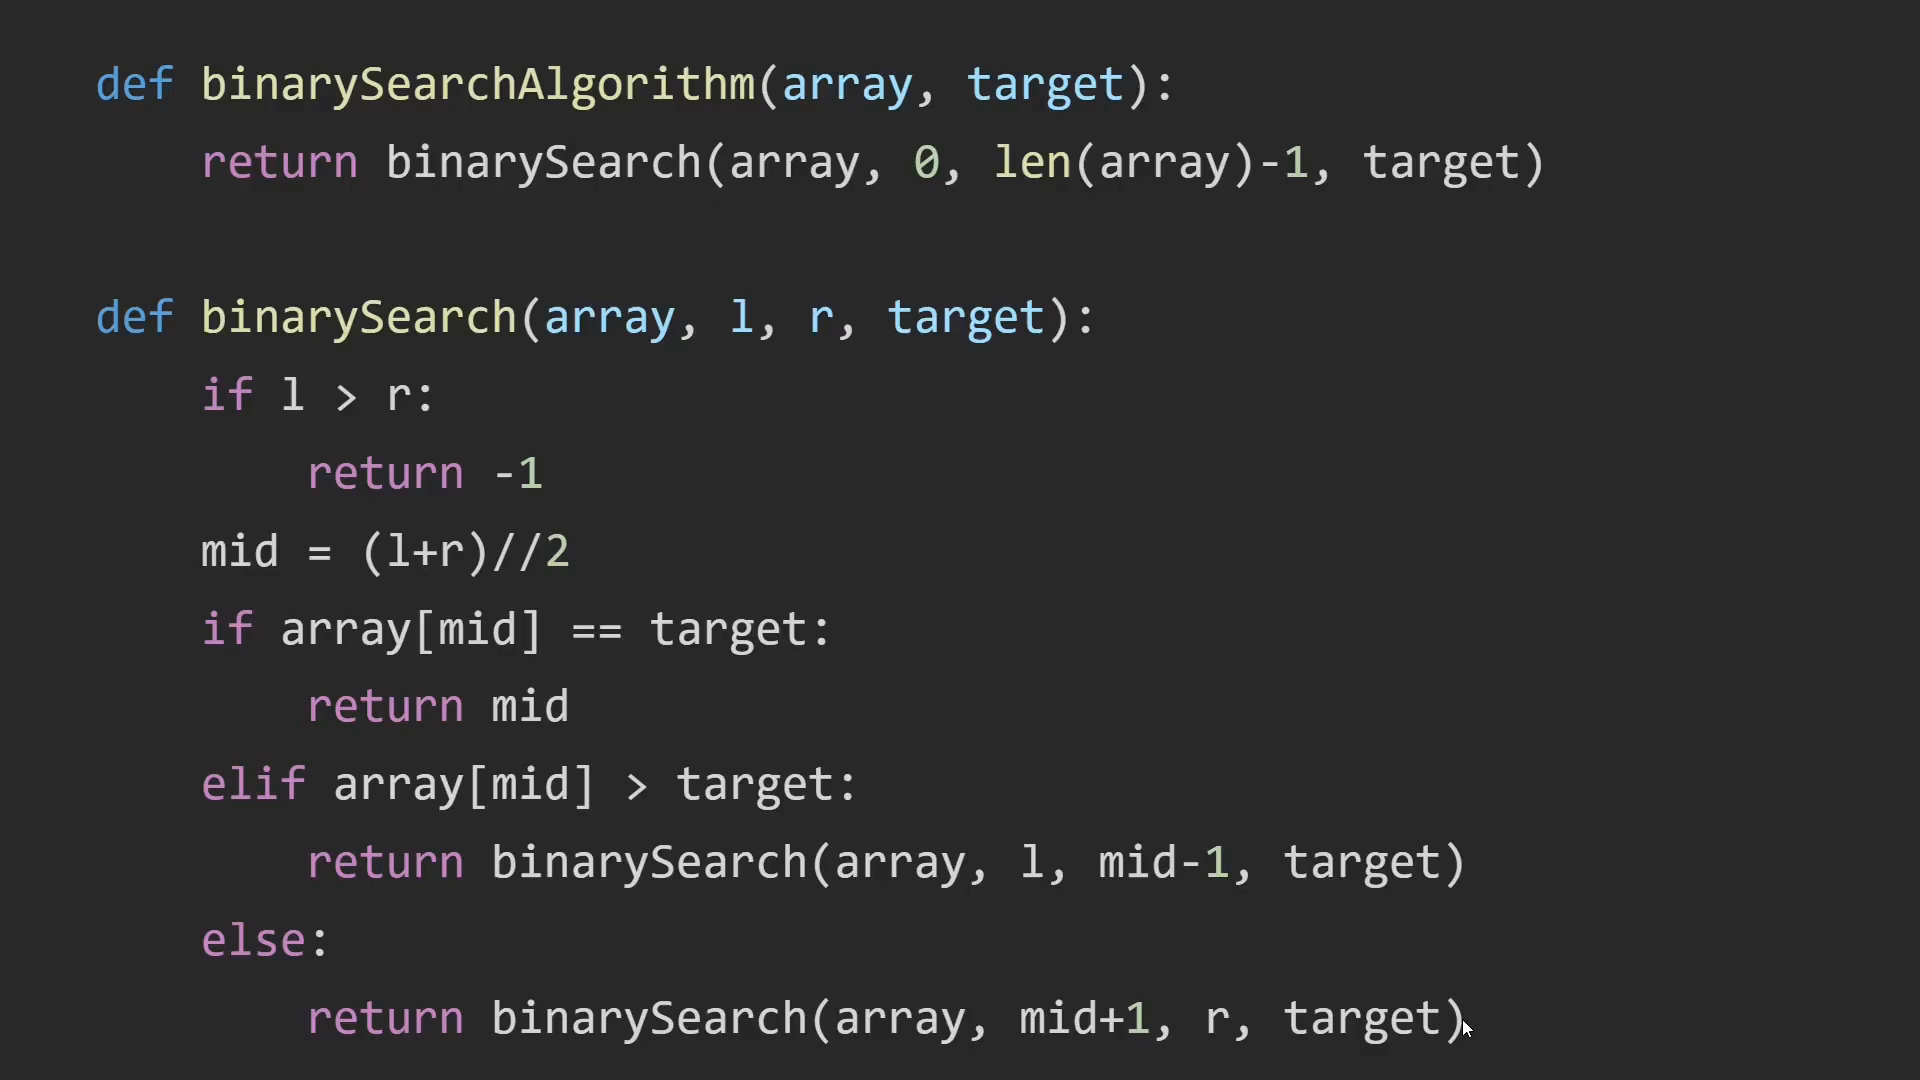 def binarySearchAlgorithm(array, target):
    return binarySearch(array, 0, len(array)-1, target)

def binarySearch(array, l, r, target):
    if l > r:
        return -1
    mid = (l+r)//2
    if array[mid] == target:
        return mid
    elif array[mid] > target:
        return binarySearch(array, l, mid-1, target)
    else:
        return binarySearch(array, mid+1, r, target)